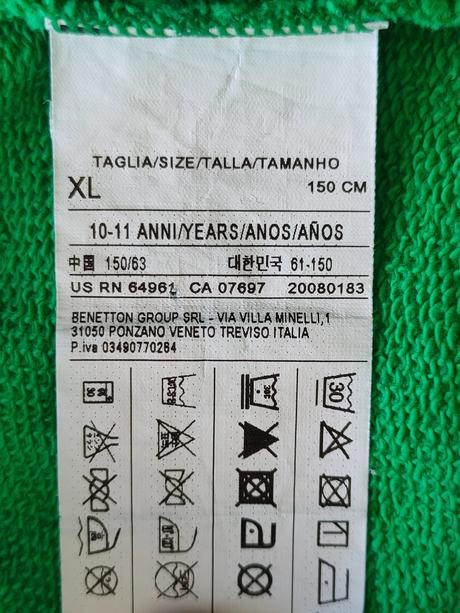 TAGLIA/SIZE/TALLA/TAMANHO
XL 150 CM
10-11 ANNI/YEARS/ANOS/AÑOS
中国 150/63 대한민국 61-150
US RN 64961 CA 07697 20080183
BENETTON GROUP SRL - VIA VILLA MINELLI,1
31050 PONZANO VENETO TREVISO ITALIA
P.iva 03490770264
30